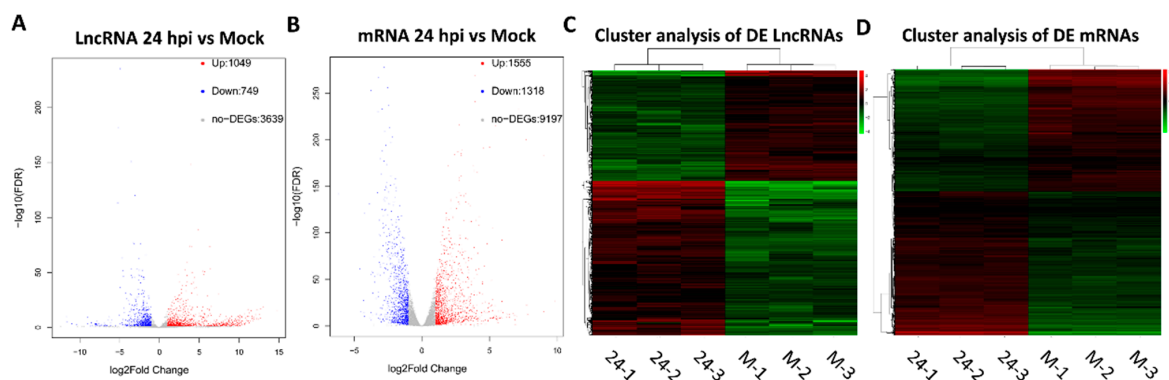 A
LncRNA 24 hpi vs Mock
Up:1049
Down:749
no-DEGs:3639
-log10(FDR)
200
150
100
50
0
-10
-5
0
5
10
15
log2Fold Change
B
mRNA 24 hpi vs Mock
Up:1555
Down:1318
no-DEGs:9197
-log10(FDR)
250
200
150
100
50
0
-5
0
5
10
log2Fold Change
C
Cluster analysis of DE LncRNAs
24-1
24-2
24-3
M-1
M-2
M-3
D
Cluster analysis of DE mRNAs
24-1
24-2
24-3
M-1
M-2
M-3